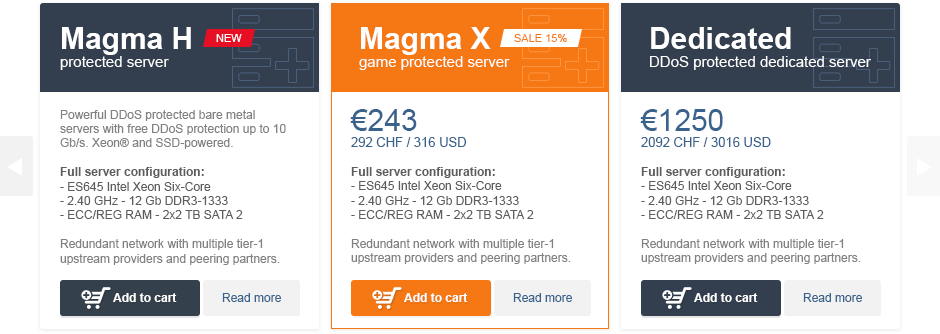 Magma H NEW
protected server
Powerful DDoS protected bare metal
servers with free DDoS protection up to 10
Gb/s. Xeon® and SSD-powered.
Full server configuration:
- ES645 Intel Xeon Six-Core
- 2.40 GHz - 12 Gb DDR3-1333
- ECC/REG RAM - 2x2 TB SATA 2
Redundant network with multiple tier-1
upstream providers and peering partners.
Add to cart
Read more
Magma X SALE 15%
game protected server
€243
292 CHF / 316 USD
Full server configuration:
- ES645 Intel Xeon Six-Core
- 2.40 GHz - 12 Gb DDR3-1333
- ECC/REG RAM - 2x2 TB SATA 2
Redundant network with multiple tier-1
upstream providers and peering partners.
Add to cart
Read more
Dedicated
DDoS protected dedicated server
€1250
2092 CHF / 3016 USD
Full server configuration:
- ES645 Intel Xeon Six-Core
- 2.40 GHz - 12 Gb DDR3-1333
- ECC/REG RAM - 2x2 TB SATA 2
Redundant network with multiple tier-1
upstream providers and peering partners.
Add to cart
Read more